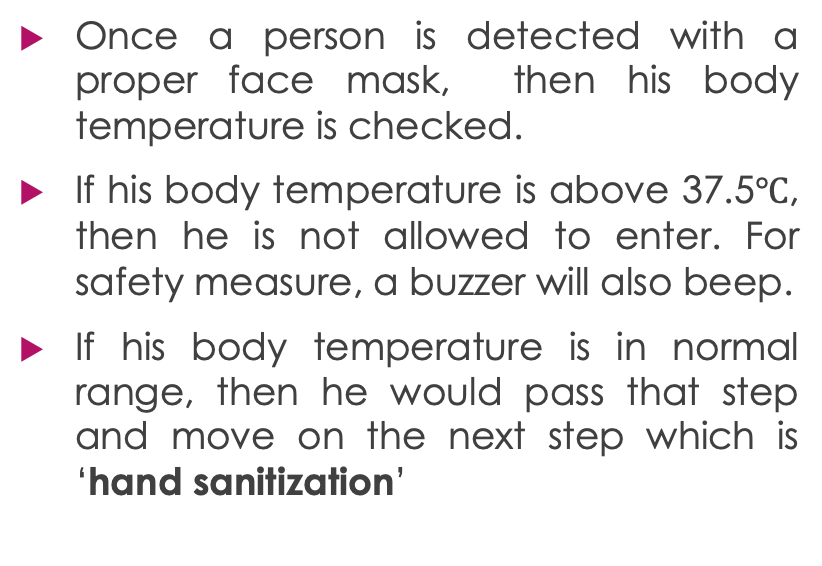 Once a person is detected with a
proper face mask, then his body
temperature is checked.
If his body temperature is above 37.5℃,
then he is not allowed to enter. For
safety measure, a buzzer will also beep.
If his body temperature is in normal
range, then he would pass that step
and move on the next step which is
‘hand sanitization’